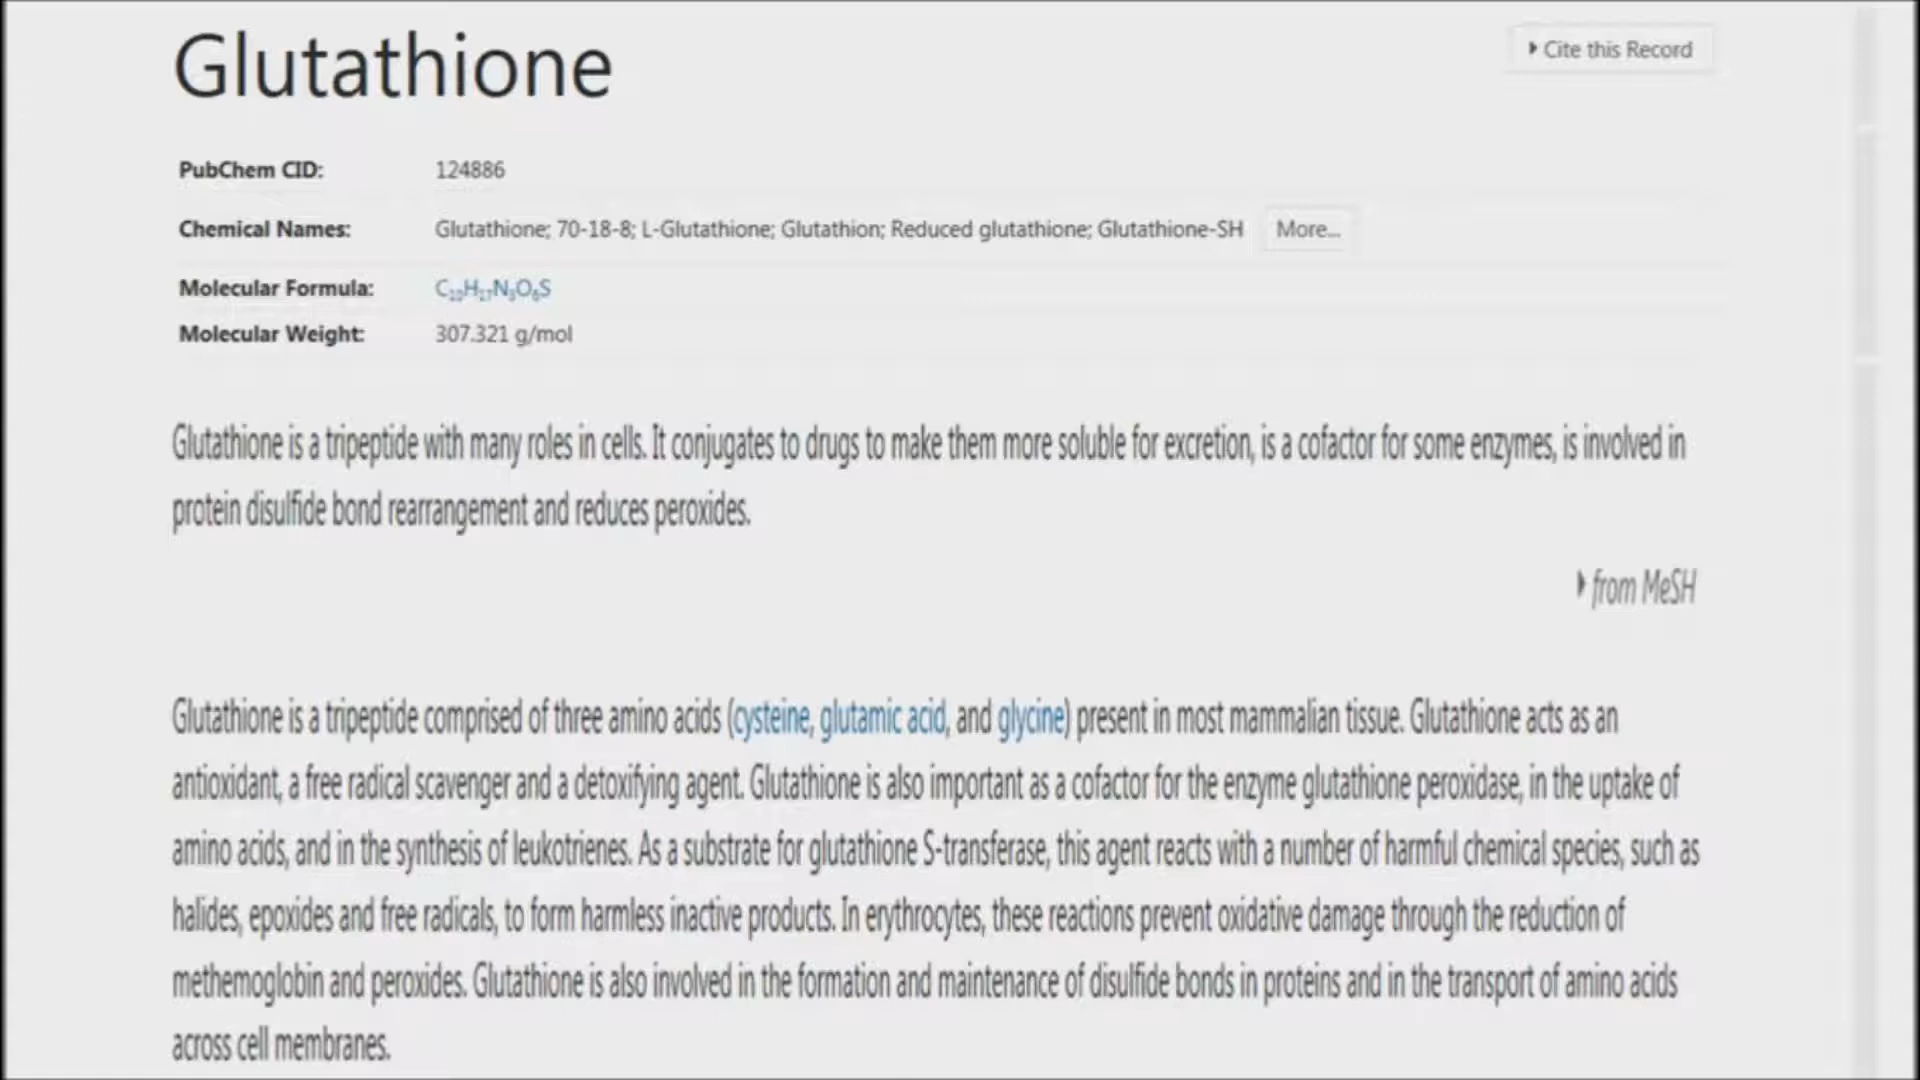 Glutathione
Cite this Record
PubChem CID: 124886
Chemical Names: Glutathione; 70-18-8; L-Glutathione; Glutathion; Reduced glutathione; Glutathione-SH More...
Molecular Formula: C₁₀H₁₇N₃O₆S
Molecular Weight: 307.321 g/mol
Glutathione is a tripeptide with many roles in cells. It conjugates to drugs to make them more soluble for excretion, is a cofactor for some enzymes, is involved in
protein disulfide bond rearrangement and reduces peroxides.
from MeSH
Glutathione is a tripeptide comprised of three amino acids (cysteine, glutamic acid, and glycine) present in most mammalian tissue. Glutathione acts as an
antioxidant, a free radical scavenger and a detoxifying agent. Glutathione is also important as a cofactor for the enzyme glutathione peroxidase, in the uptake of
amino acids, and in the synthesis of leukotrienes. As a substrate for glutathione S-transferase, this agent reacts with a number of harmful chemical species, such as
halides, epoxides and free radicals, to form harmless inactive products. In erythrocytes, these reactions prevent oxidative damage through the reduction of
methemoglobin and peroxides. Glutathione is also involved in the formation and maintenance of disulfide bonds in proteins and in the transport of amino acids
across cell membranes.